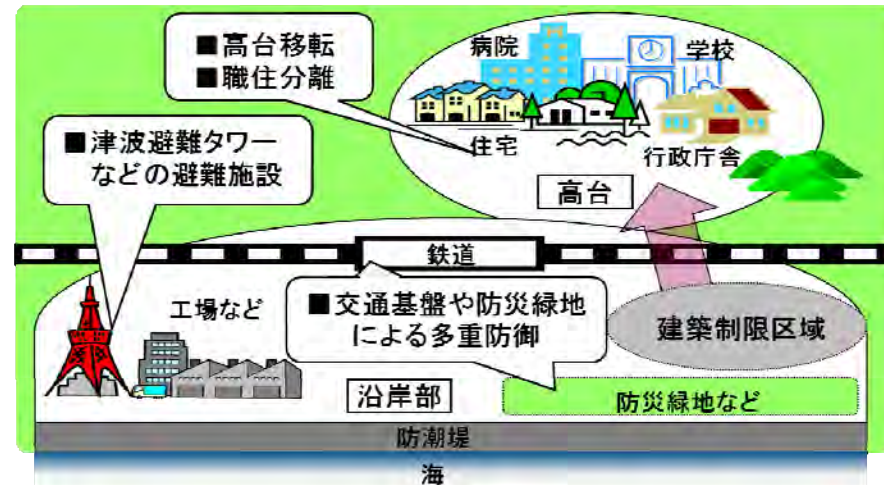 ■高台移転
■職住分離
病院
学校
住宅
行政庁舎
高台
■津波避難タワー
などの避難施設
鉄道
工場など
■交通基盤や防災緑地
による多重防御
建築制限区域
沿岸部
防災緑地など
防潮堤
海